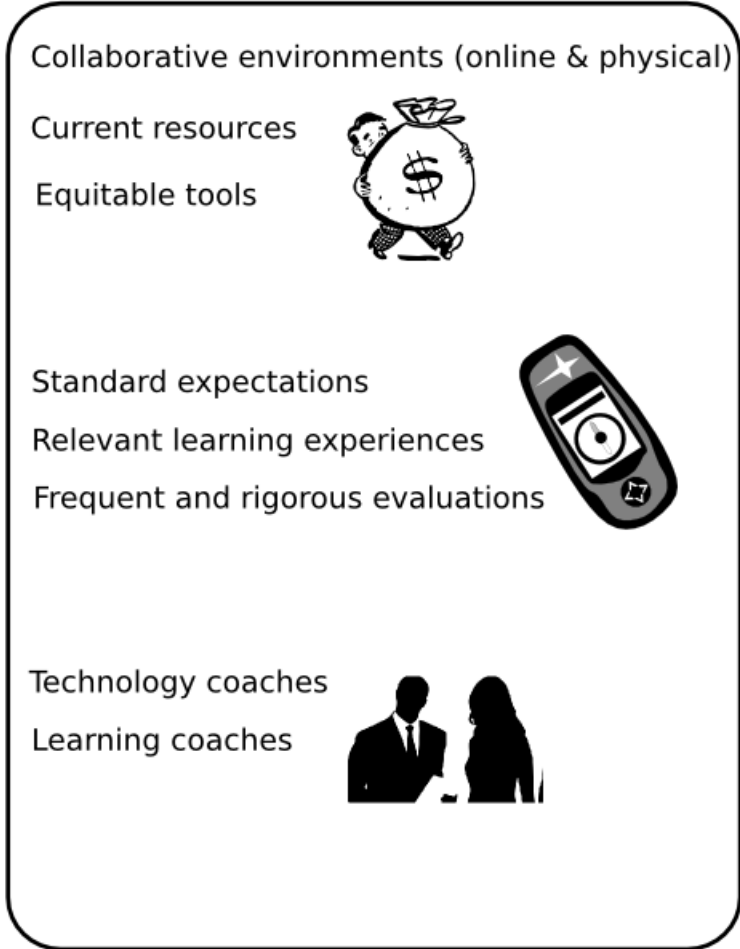 Collaborative environments (online & physical)
Current resources
$
Equitable tools
Standard expectations
Relevant learning experiences
Frequent and rigorous evaluations
Technology coaches
Learning coaches